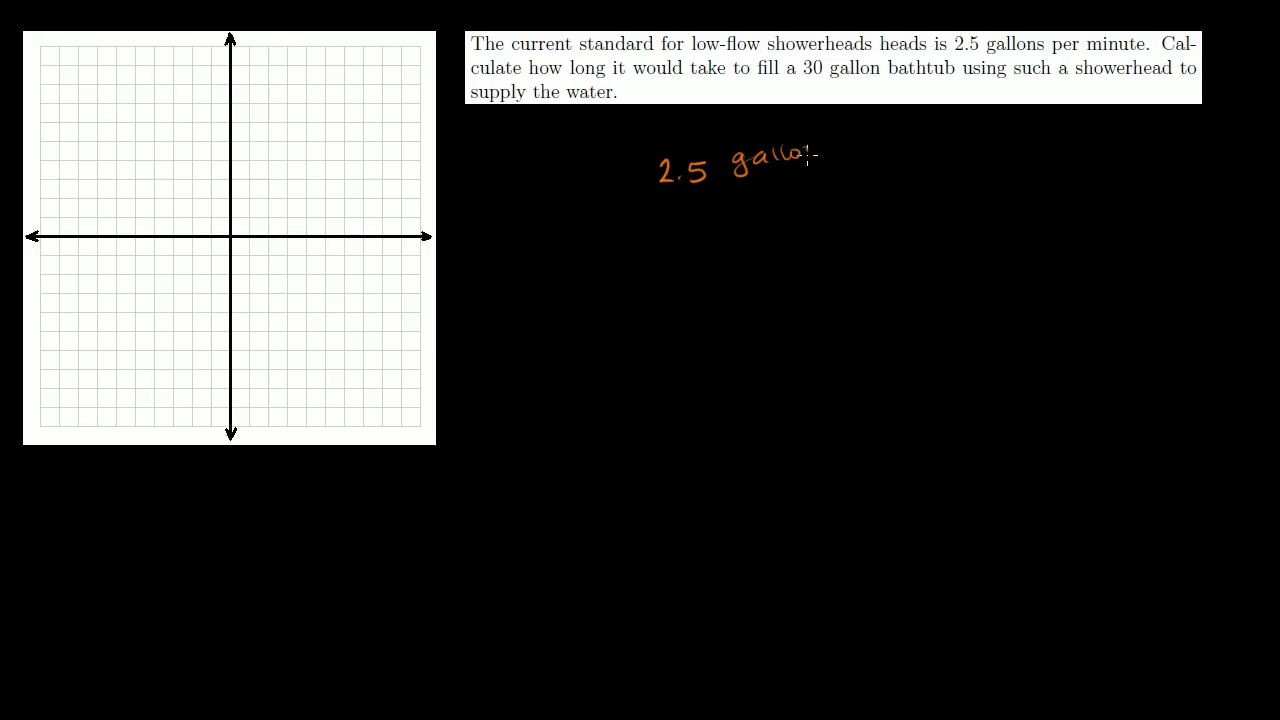 The current standard for low-flow showerheads heads is 2.5 gallons per minute. Cal-
culate how long it would take to fill a 30 gallon bathtub using such a showerhead to
supply the water.
2.5 gallo